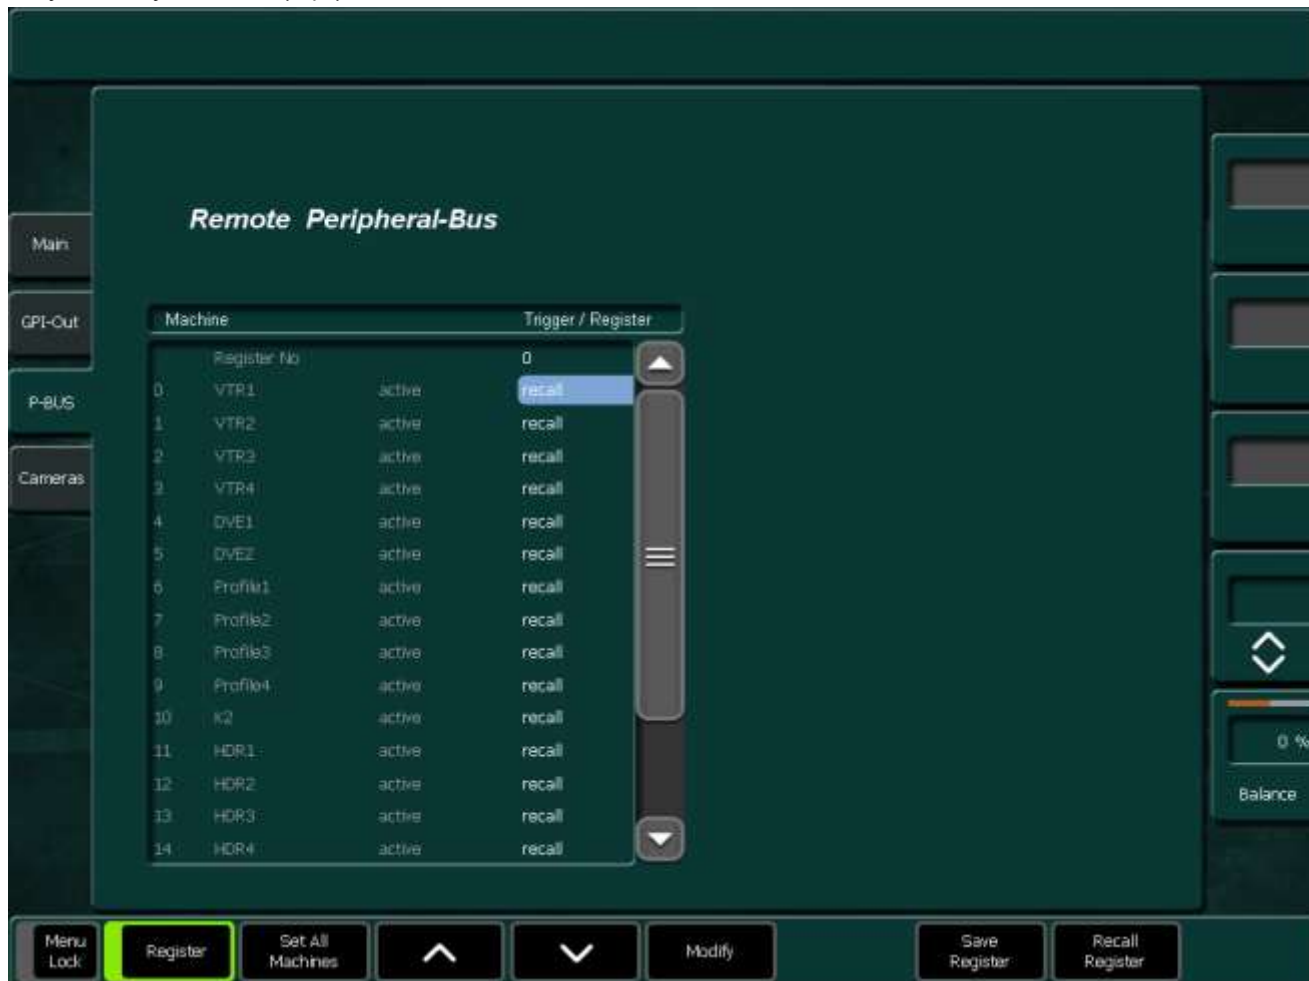 Remote Peripheral-Bus
Main
GPI-Out
P-BUS
Cameras
Machine Trigger / Register
Register No 0
0 VTR1 active recall
1 VTR2 active recall
2 VTR3 active recall
3 VTR4 active recall
4 DVE1 active recall
5 DVE2 active recall
6 Profile1 active recall
7 Profile2 active recall
8 Profile3 active recall
9 Profile4 active recall
10 K2 active recall
11 HDR1 active recall
12 HDR2 active recall
13 HDR3 active recall
14 HDR4 active recall
0 %
Balance
Menu Lock
Register
Set All Machines
Modify
Save Register
Recall Register